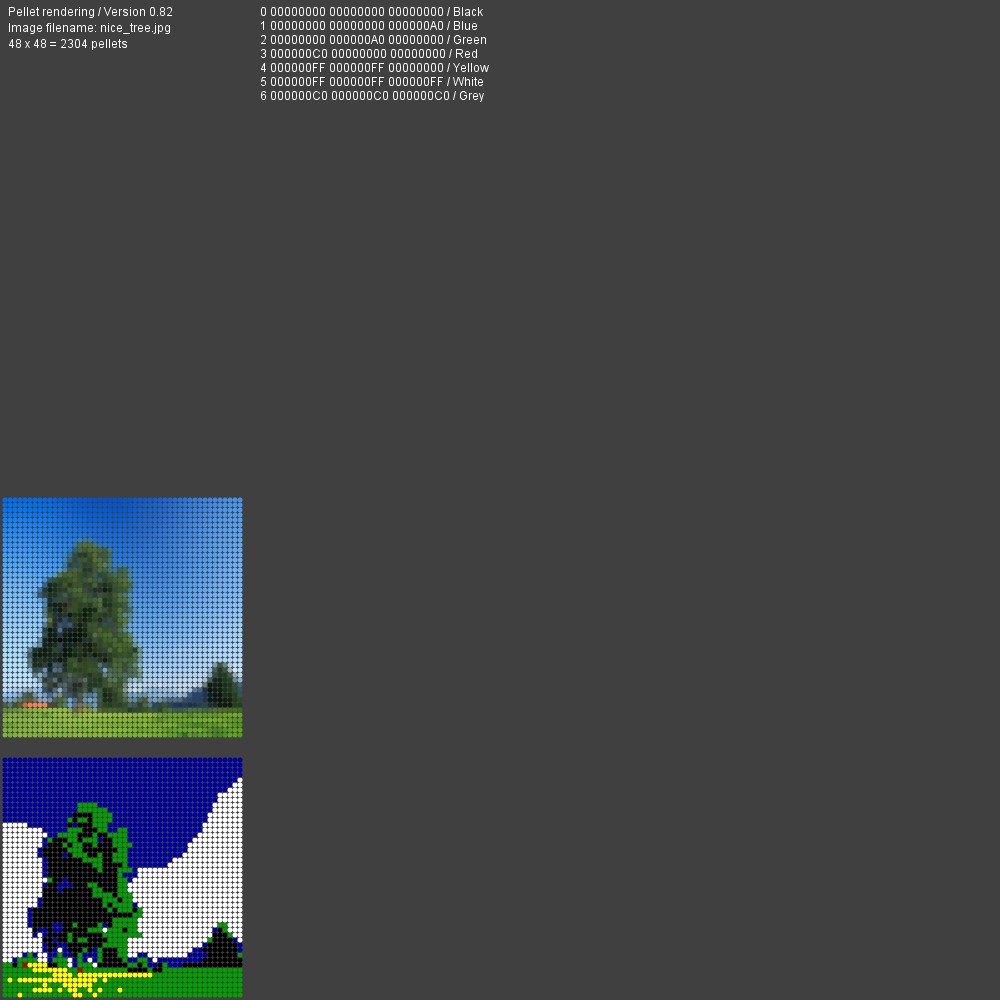 Pellet rendering / Version 0.82
Image filename: nice_tree.jpg
48 x 48 = 2304 pellets
0 00000000 00000000 00000000 / Black
1 00000000 00000000 000000A0 / Blue
2 00000000 000000A0 00000000 / Green
3 000000C0 00000000 00000000 / Red
4 000000FF 000000FF 00000000 / Yellow
5 000000FF 000000FF 000000FF / White
6 000000C0 000000C0 000000C0 / Grey